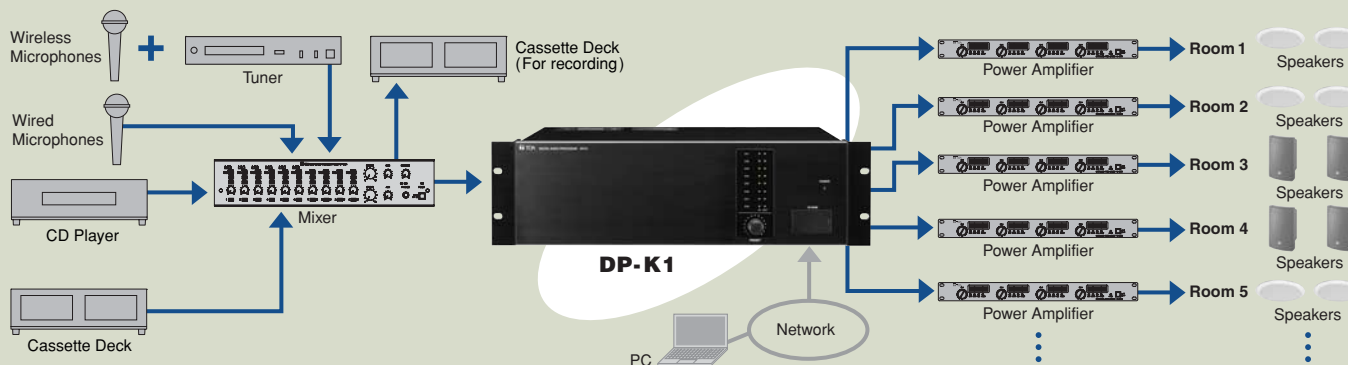 Wireless
Microphones
+
Tuner
Cassette Deck
(For recording)
Wired
Microphones
CD Player
Mixer
Cassette Deck
TOA
DP-K1
PC
Network
Power Amplifier
Room 1
Speakers
Power Amplifier
Room 2
Speakers
Power Amplifier
Room 3
Speakers
Power Amplifier
Room 4
Speakers
Power Amplifier
Room 5
Speakers